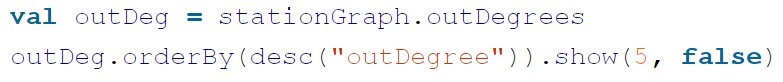 val outDeg = stationGraph.outDegrees
outDeg.orderBy(desc("outDegree")).show(5, false)